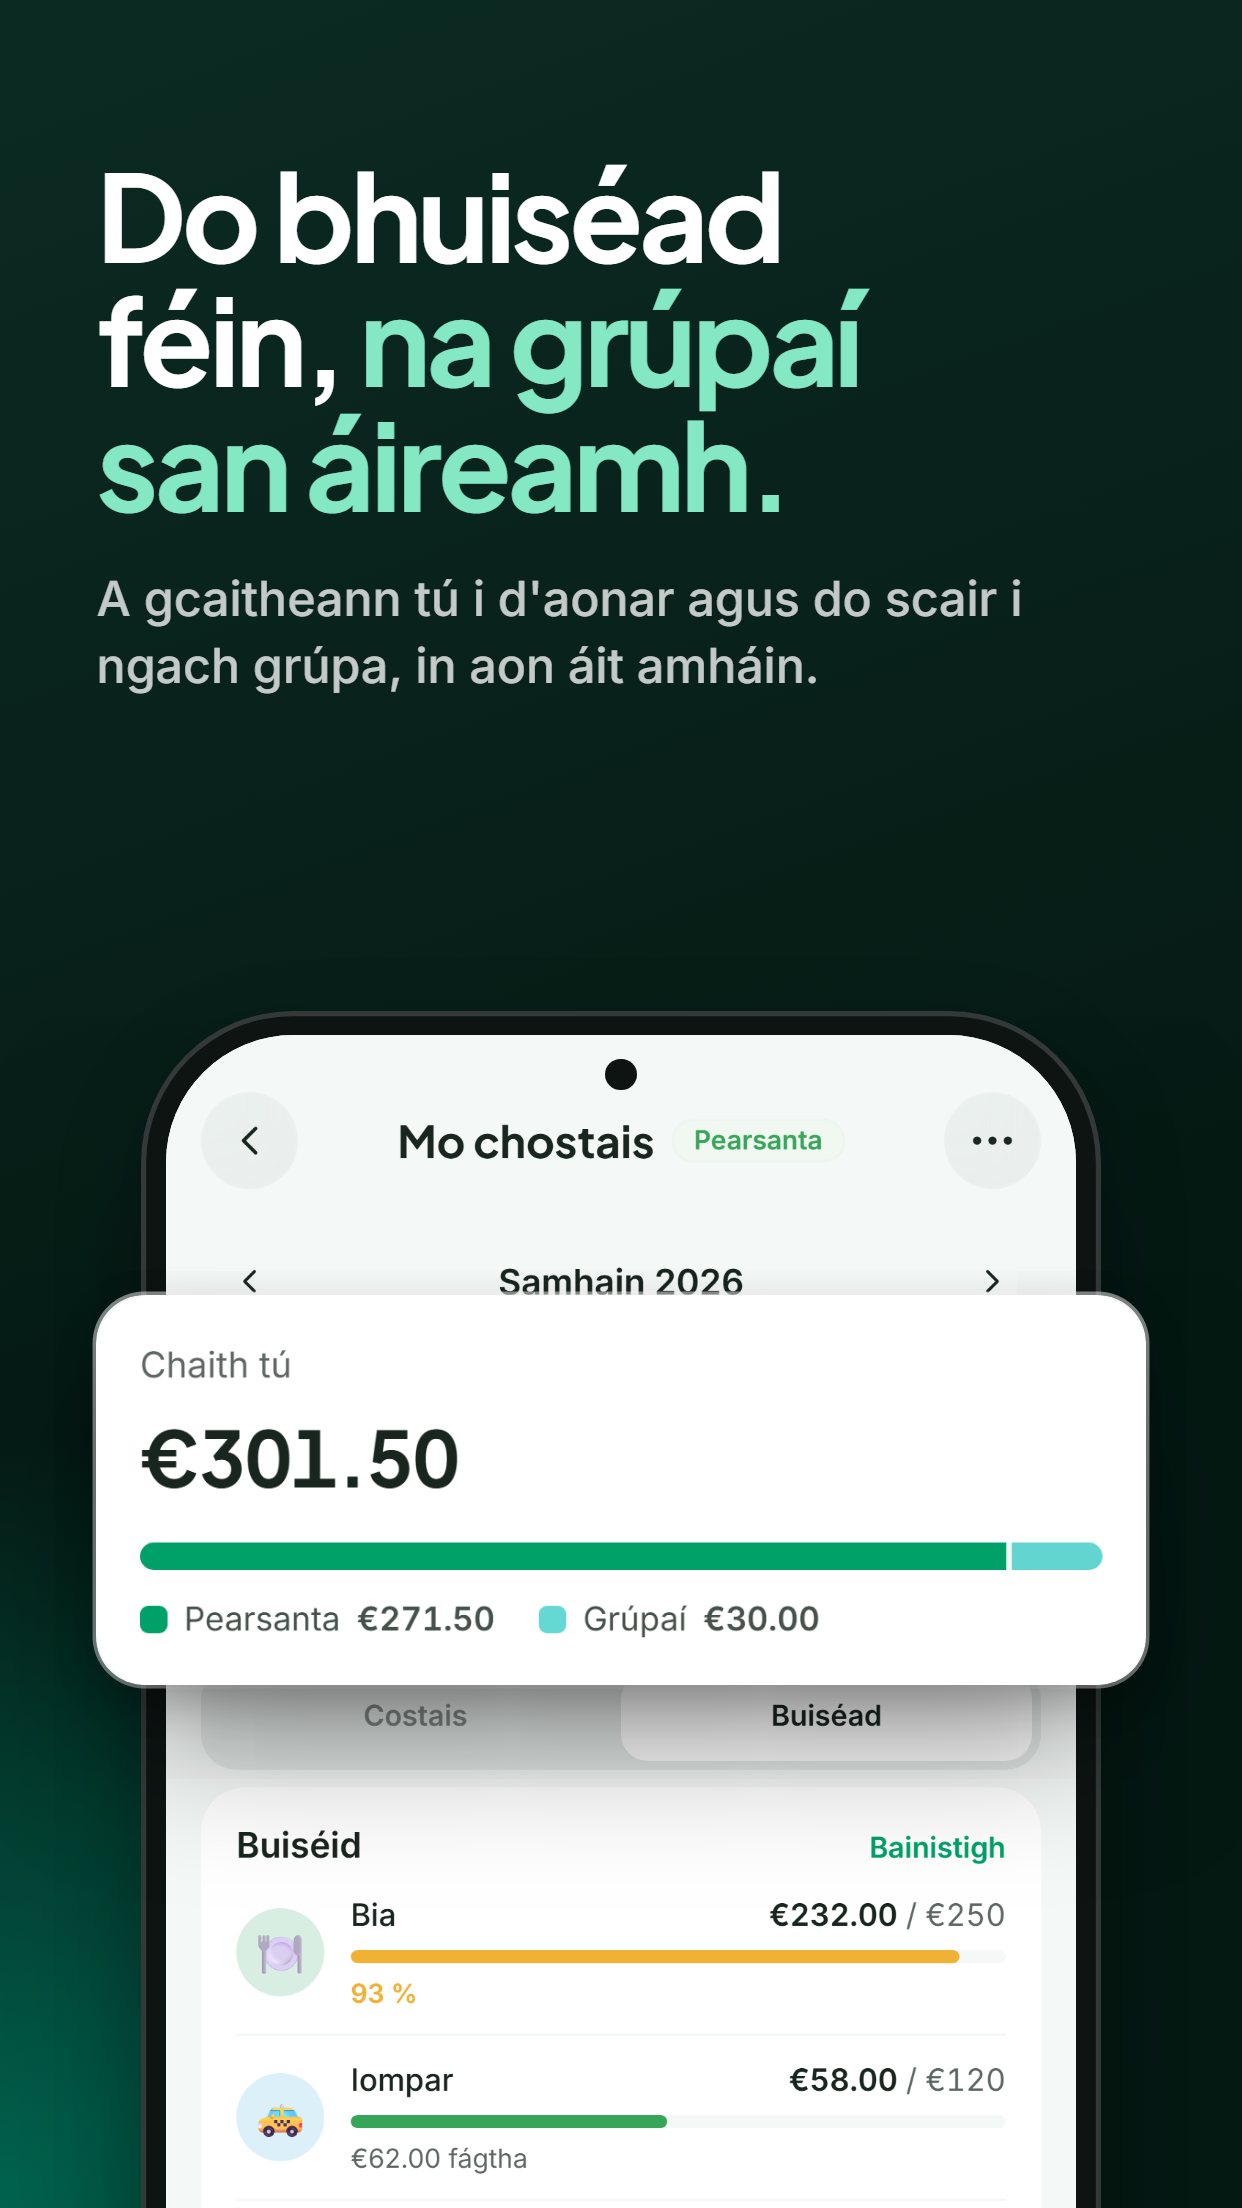 Do bhuiséad
féin, na grúpaí
san áireamh.
A gcaitheann tú i d'aonar agus do scair i
ngach grúpa, in aon áit amháin.
Mo chostais Pearsanta
Samhain 2026
Chaith tú
€301.50
Pearsanta €271.50 Grúpaí €30.00
Costais Buiséad
Buiséid Bainistigh
Bia €232.00 / €250
93 %
Iompar €58.00 / €120
€62.00 fágtha